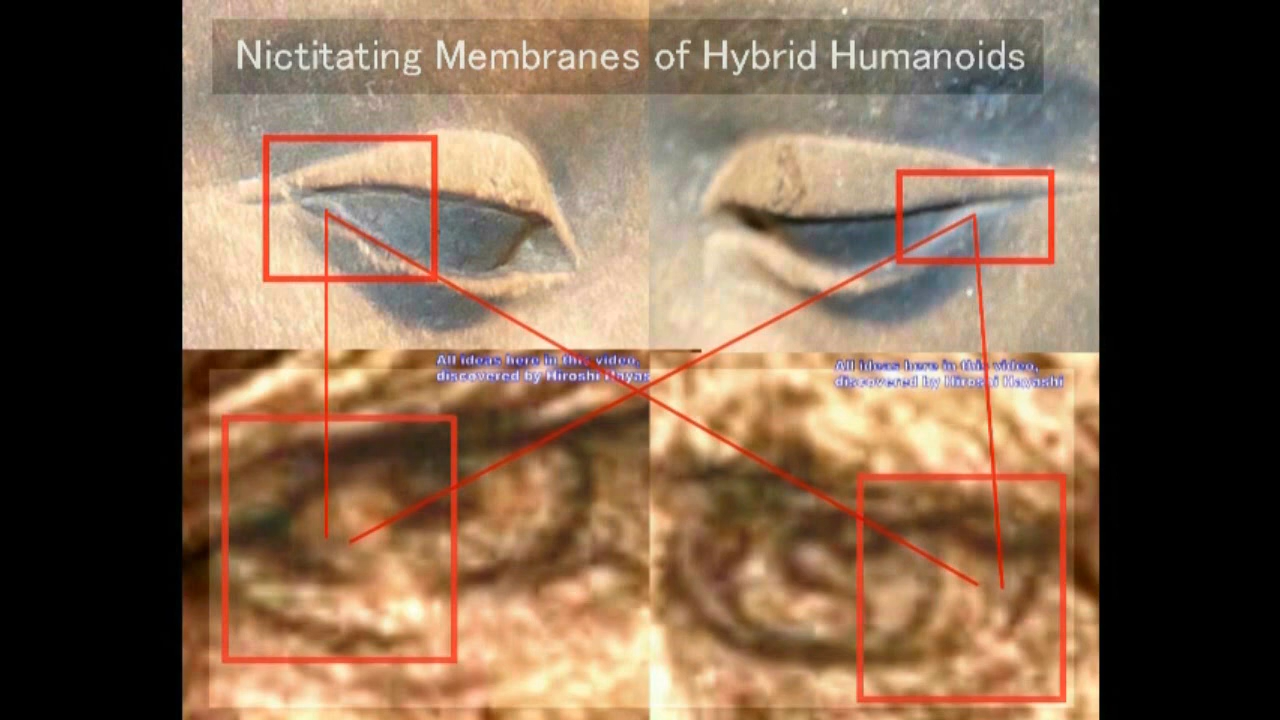 Nictitating Membranes of Hybrid Humanoids
All ideas here in this video,
discovered by Hiroshi Hayas
All ideas here in this video,
discovered by Hiroshi Hayashi